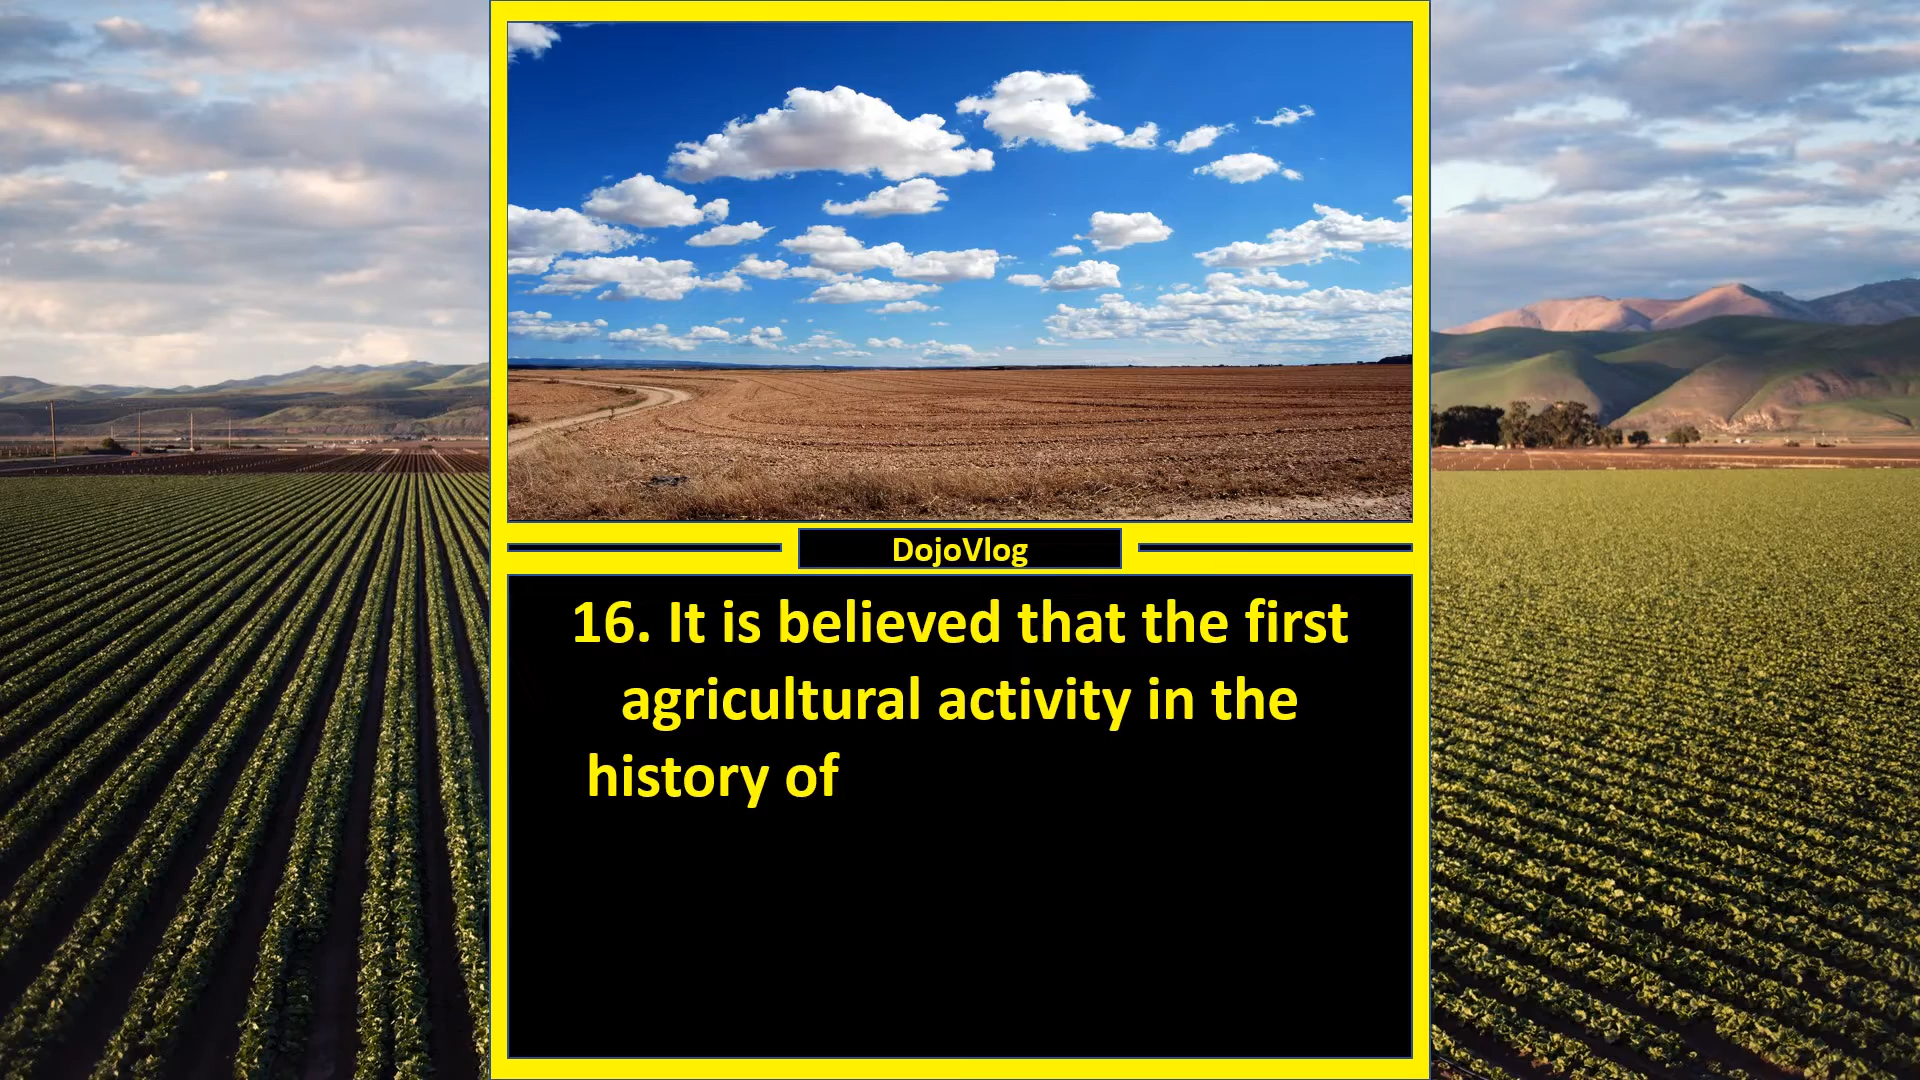 DojoVlog
16. It is believed that the first
agricultural activity in the
history of